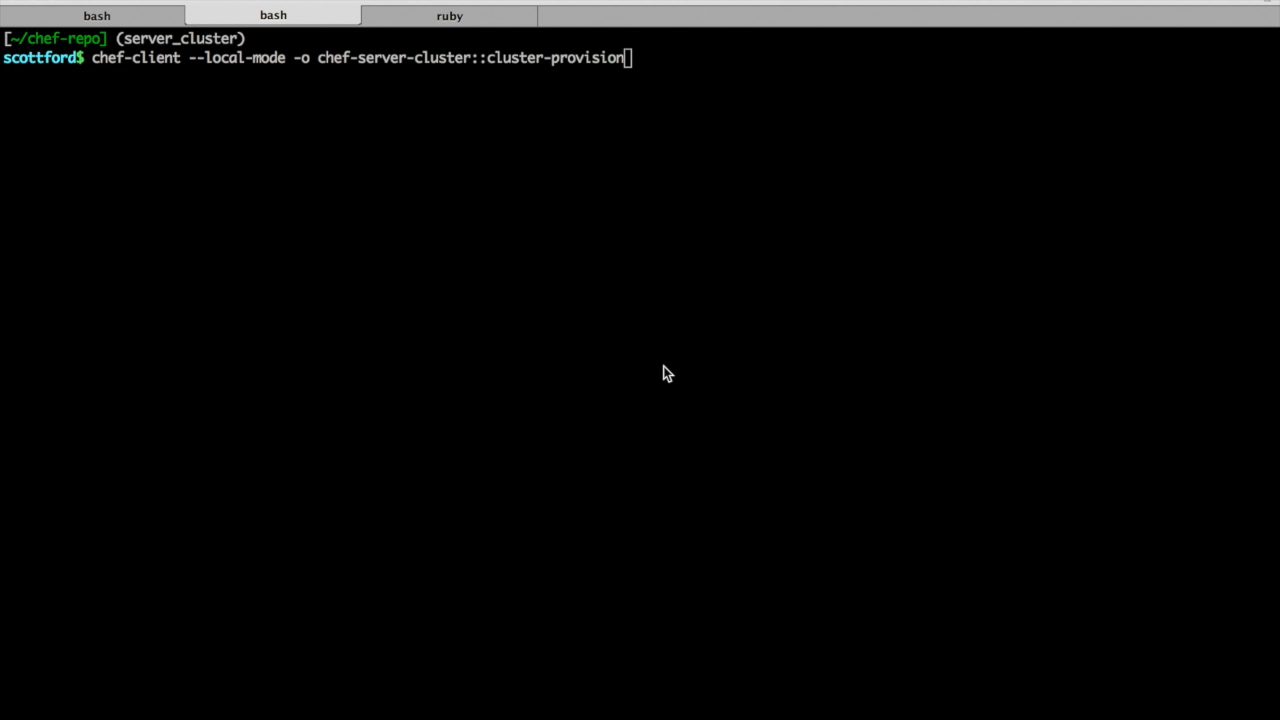 bash bash ruby
[~/chef-repo] (server_cluster)
scottford$ chef-client --local-mode -o chef-server-cluster::cluster-provision